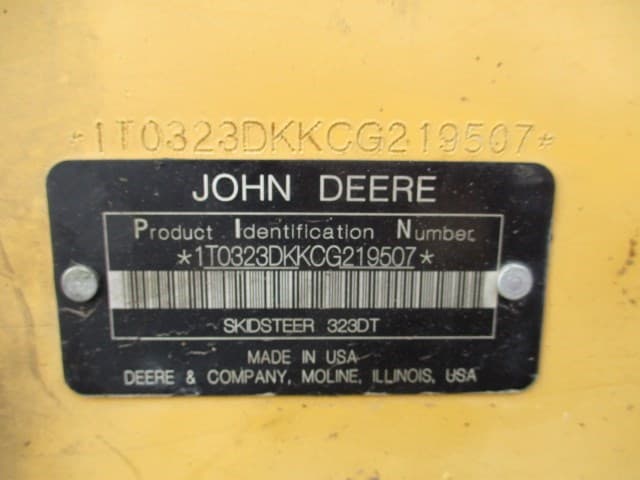 *1T0323DKKCG219507*
JOHN DEERE
Product Identification Number
*1T0323DKKCG219507*
SKIDSTEER 323DT
MADE IN USA
DEERE & COMPANY, MOLINE, ILLINOIS, USA